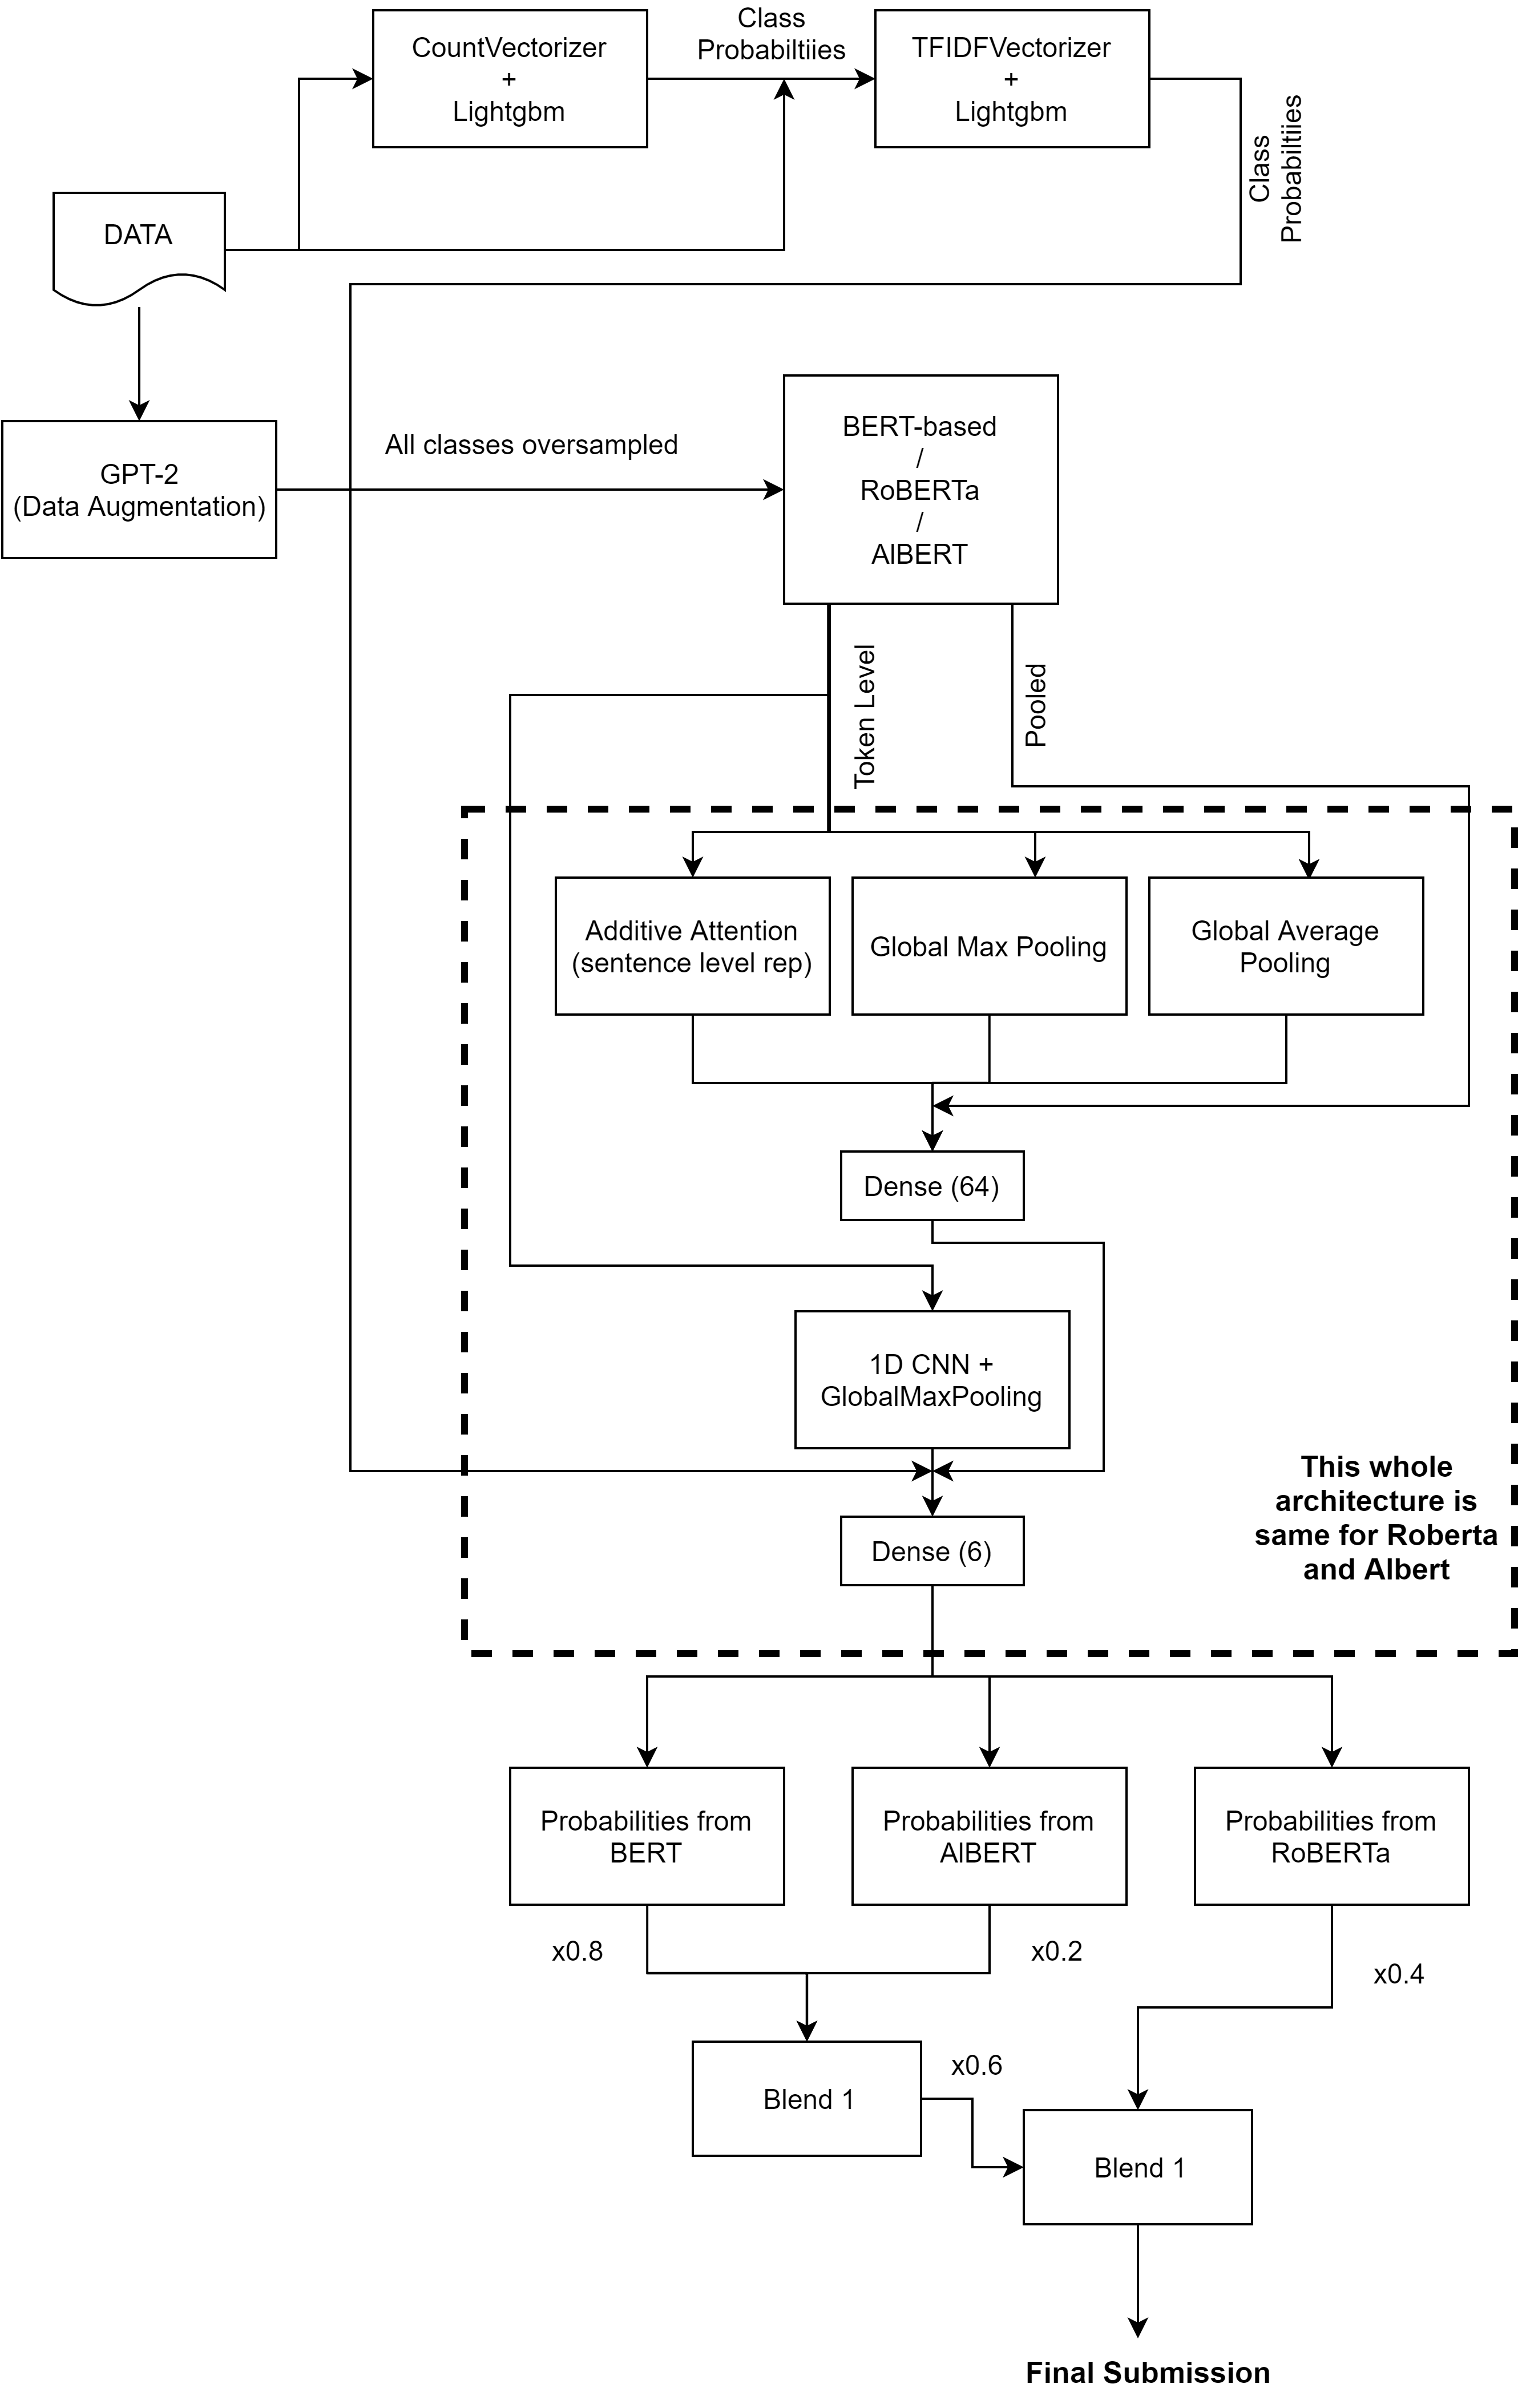 Class
Probabiltiies
CountVectorizer
+
Lightgbm
TFIDFVectorizer
+
Lightgbm
Class
Probabiltiies
DATA
GPT-2
(Data Augmentation)
All classes oversampled
BERT-based
/
RoBERTa
/
AlBERT
Token Level
Pooled
Additive Attention
(sentence level rep)
Global Max Pooling
Global Average
Pooling
Dense (64)
1D CNN +
GlobalMaxPooling
This whole
architecture is
same for Roberta
and Albert
Dense (6)
Probabilities from
BERT
Probabilities from
AlBERT
Probabilities from
RoBERTa
x0.8
x0.2
x0.4
Blend 1
x0.6
Blend 1
Final Submission